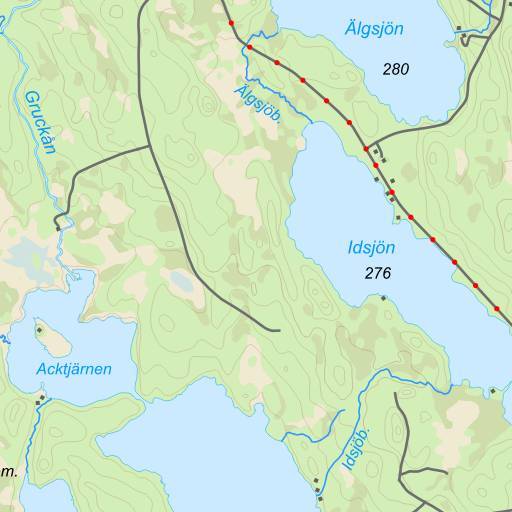 Älgsjön
280
Gruckån
Älgsjöb.
Idsjön
276
Acktjärnen
Idsjöb.
m.